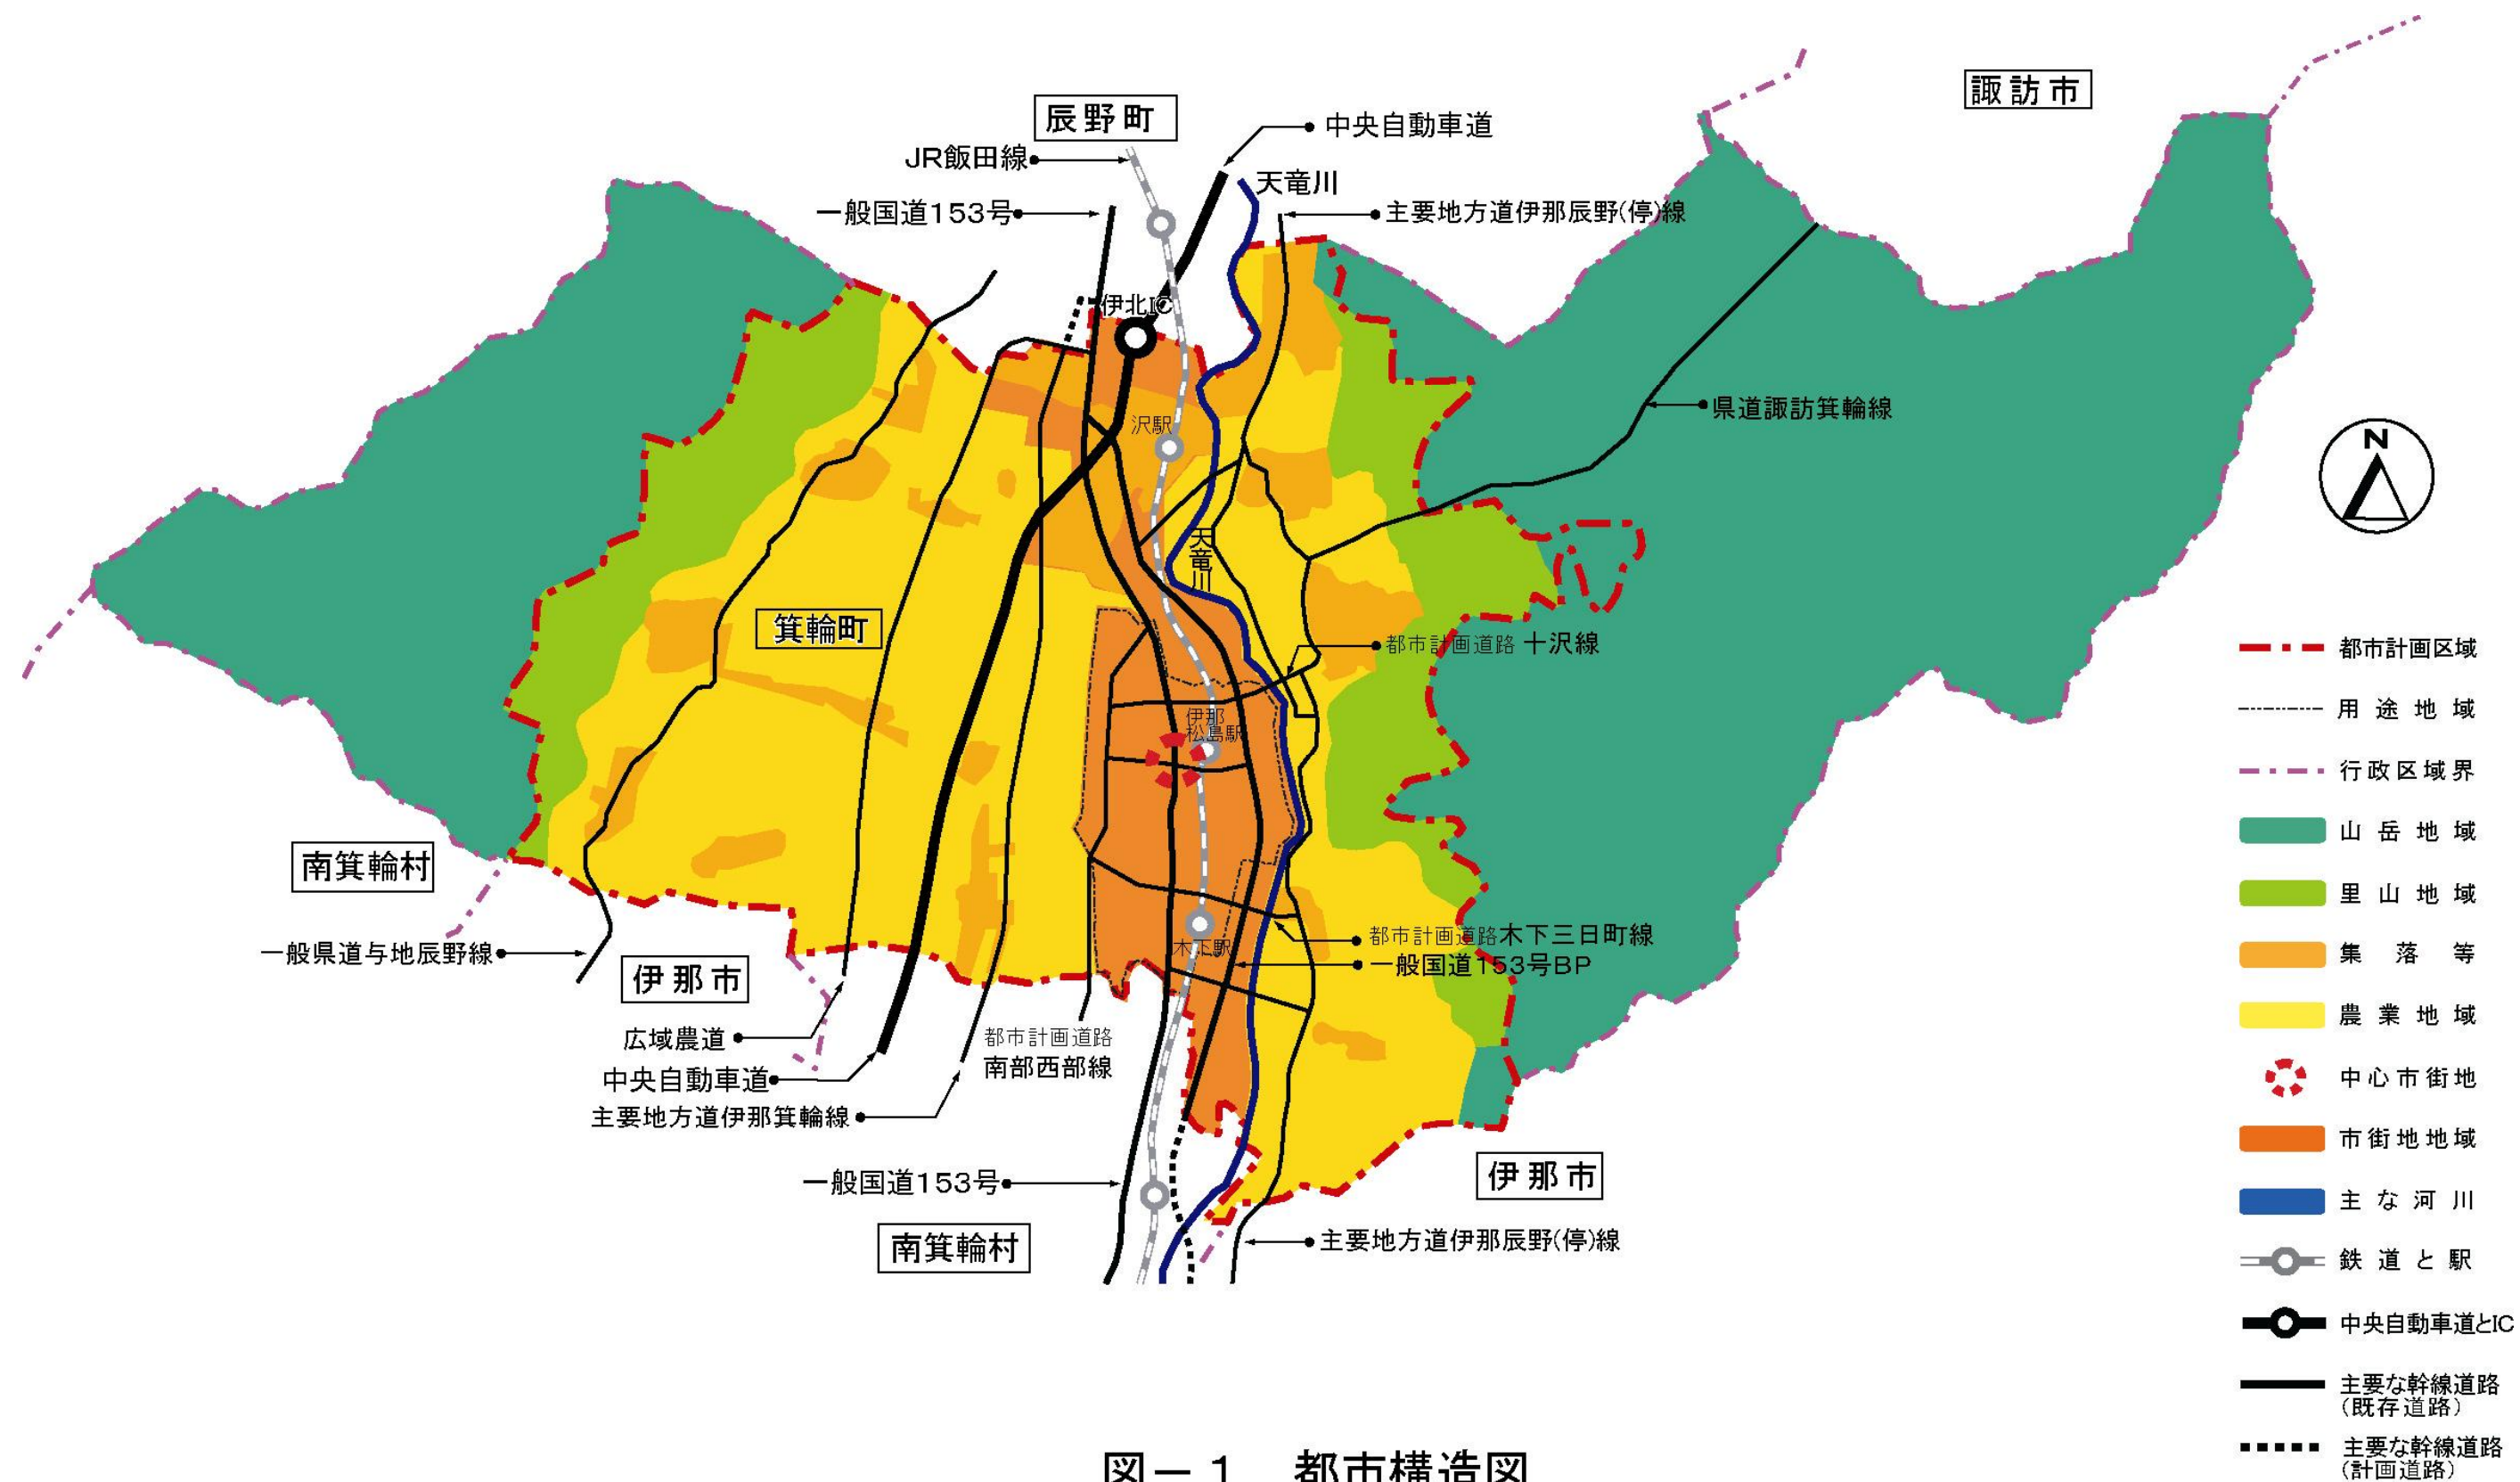 諏訪市
辰野町
中央自動車道
JR飯田線
天竜川
一般国道153号
主要地方道伊那辰野(停)線
伊北IC
県道諏訪箕輪線
沢駅
N
天竜川
箕輪町
都市計画道路 十沢線
伊那
松島駅
南箕輪村
木下駅
都市計画道路木下三日町線
一般国道153号BP
一般県道与地辰野線
伊那市
広域農道
都市計画道路
南部西部線
中央自動車道
主要地方道伊那箕輪線
一般国道153号
伊那市
南箕輪村
主要地方道伊那辰野(停)線
都市計画区域
用途地域
行政区域界
山岳地域
里山地域
集落等
農業地域
中心市街地
市街地地域
主な河川
鉄道と駅
中央自動車道とIC
主要な幹線道路
(既存道路)
主要な幹線道路
(計画道路)
図－1 都市構造図